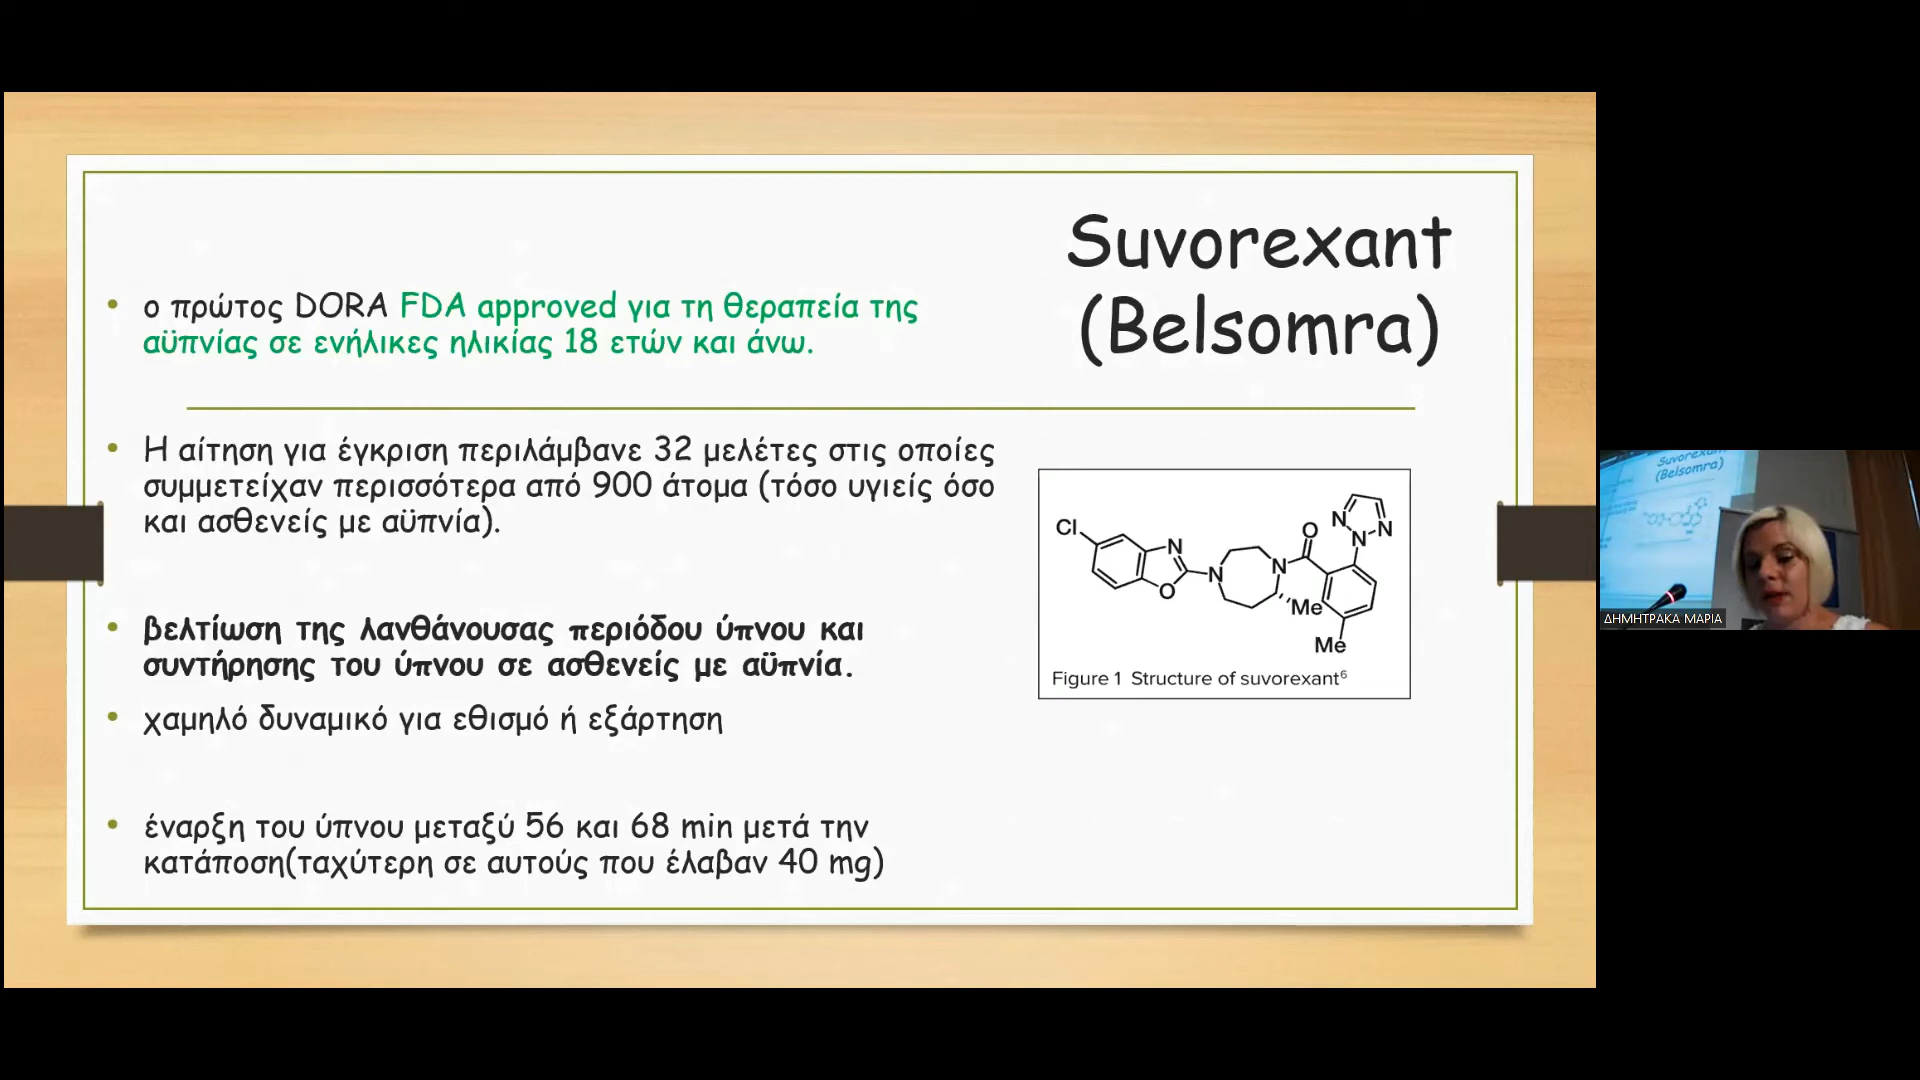 Suvorexant
(Belsomra)
• ο πρώτος DORA FDA approved για τη θεραπεία της
αϋπνίας σε ενήλικες ηλικίας 18 ετών και άνω.
• Η αίτηση για έγκριση περιλάμβανε 32 μελέτες στις οποίες
συμμετείχαν περισσότερα από 900 άτομα (τόσο υγιείς όσο
και ασθενείς με αϋπνία).
• βελτίωση της λανθάνουσας περιόδου ύπνου και
συντήρησης του ύπνου σε ασθενείς με αϋπνία.
• χαμηλό δυναμικό για εθισμό ή εξάρτηση
• έναρξη του ύπνου μεταξύ 56 και 68 min μετά την
κατάποση(ταχύτερη σε αυτούς που έλαβαν 40 mg)
Cl
N
O
N
N
O
N
N
N
Me
Me
Figure 1 Structure of suvorexant⁶
Suvorexant
(Belsomra)
ΔΗΜΗΤΡΑΚΑ ΜΑΡΙΑ